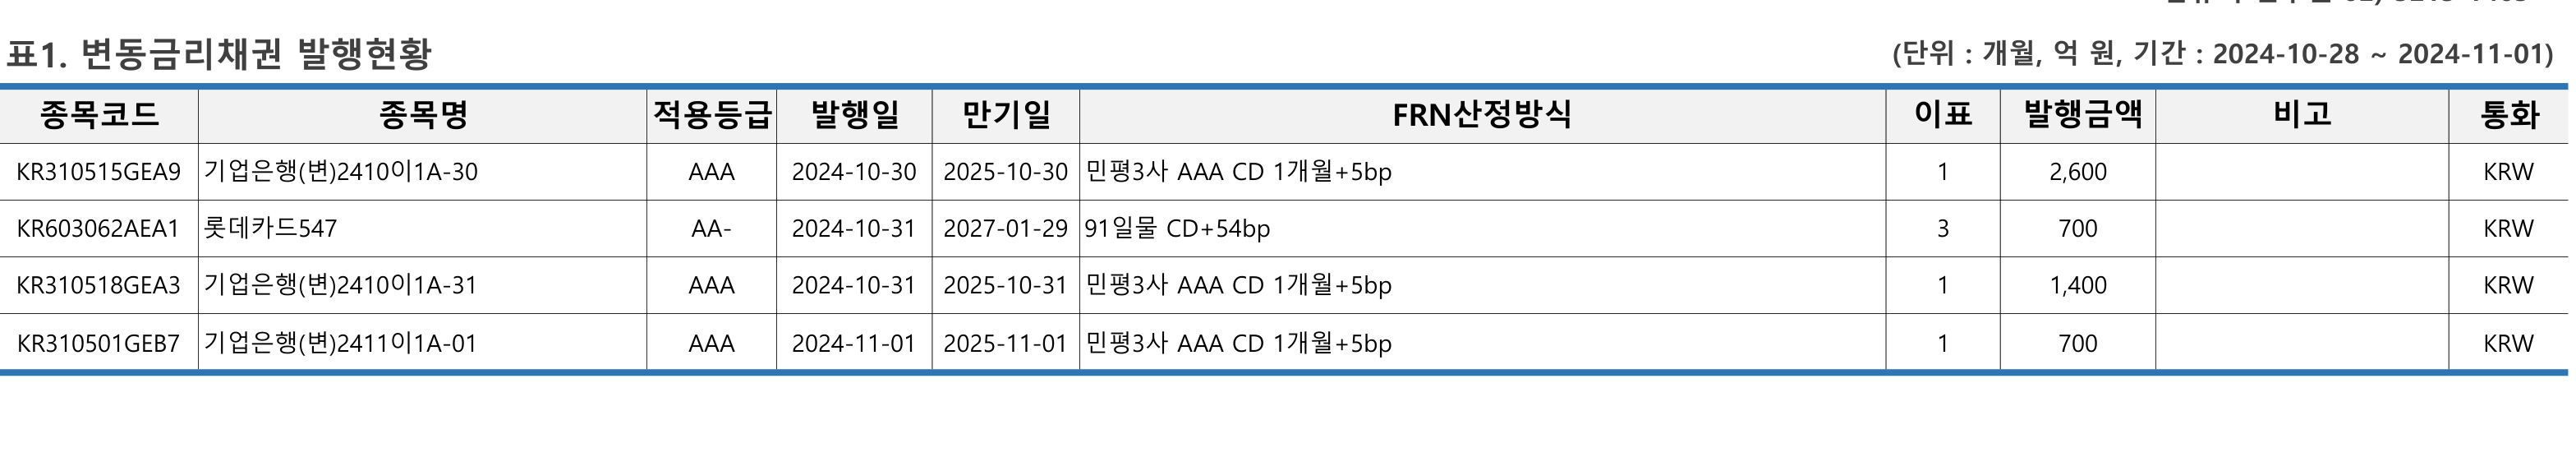 표1. 변동금리채권 발행현황 (단위 : 개월, 억 원, 기간 : 2024-10-28 ~ 2024-11-01)
종목코드 종목명 적용등급 발행일 만기일 FRN산정방식 이표 발행금액 비고 통화
KR310515GEA9 기업은행(변)2410이1A-30 AAA 2024-10-30 2025-10-30 민평3사 AAA CD 1개월+5bp 1 2,600 KRW
KR603062AEA1 롯데카드547 AA- 2024-10-31 2027-01-29 91일물 CD+54bp 3 700 KRW
KR310518GEA3 기업은행(변)2410이1A-31 AAA 2024-10-31 2025-10-31 민평3사 AAA CD 1개월+5bp 1 1,400 KRW
KR310501GEB7 기업은행(변)2411이1A-01 AAA 2024-11-01 2025-11-01 민평3사 AAA CD 1개월+5bp 1 700 KRW